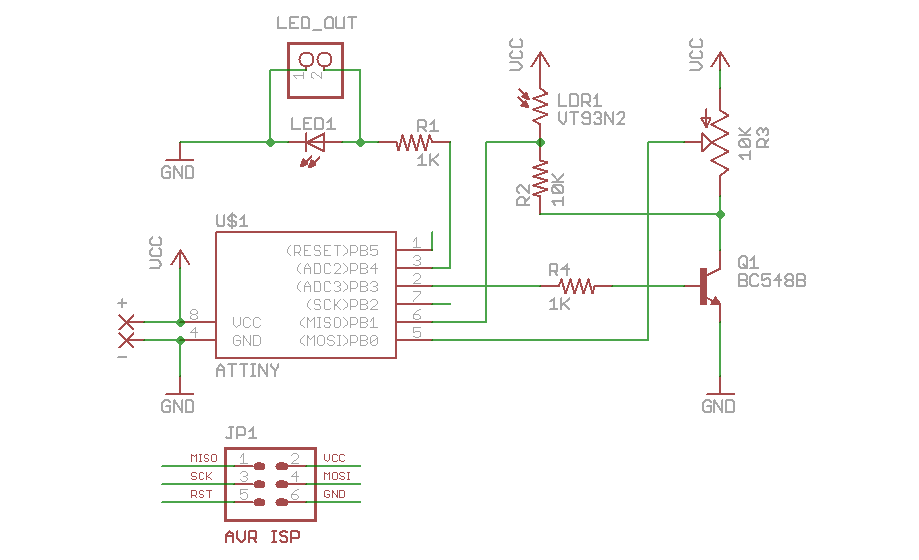 LED_OUT
1 2
VCC
VCC
LDR1
VT93N2
LED1
R1
1K
10K
R3
GND
R2
10K
U$1
VCC
(RESET)PB5 1
(ADC2)PB4 3
(ADC3)PB3 2
(SCK)PB2 7
(MISO)PB1 6
(MOSI)PB0 5
8 VCC
4 GND
+
-
ATTINY
R4
1K
Q1
BC548B
GND
GND
JP1
MISO 1 2 VCC
SCK 3 4 MOSI
RST 5 6 GND
AVR ISP